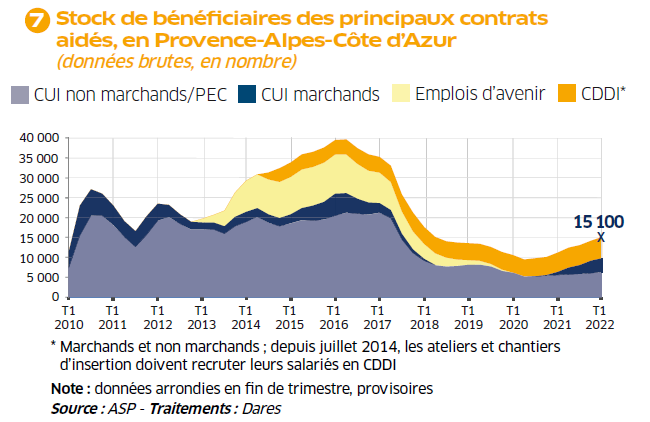 7 Stock de bénéficiaires des principaux contrats
aidés, en Provence-Alpes-Côte d'Azur
(données brutes, en nombre)
CUI non marchands/PEC CUI marchands Emplois d'avenir CDDI*
40 000
35 000
30 000
25 000
20 000
15 000
10 000
5 000
0
15 100
X
T1 T1 T1 T1 T1 T1 T1 T1 T1 T1 T1 T1 T1
2010 2011 2012 2013 2014 2015 2016 2017 2018 2019 2020 2021 2022
* Marchands et non marchands ; depuis juillet 2014, les ateliers et chantiers
d'insertion doivent recruter leurs salariés en CDDI
Note : données arrondies en fin de trimestre, provisoires
Source : ASP - Traitements : Dares